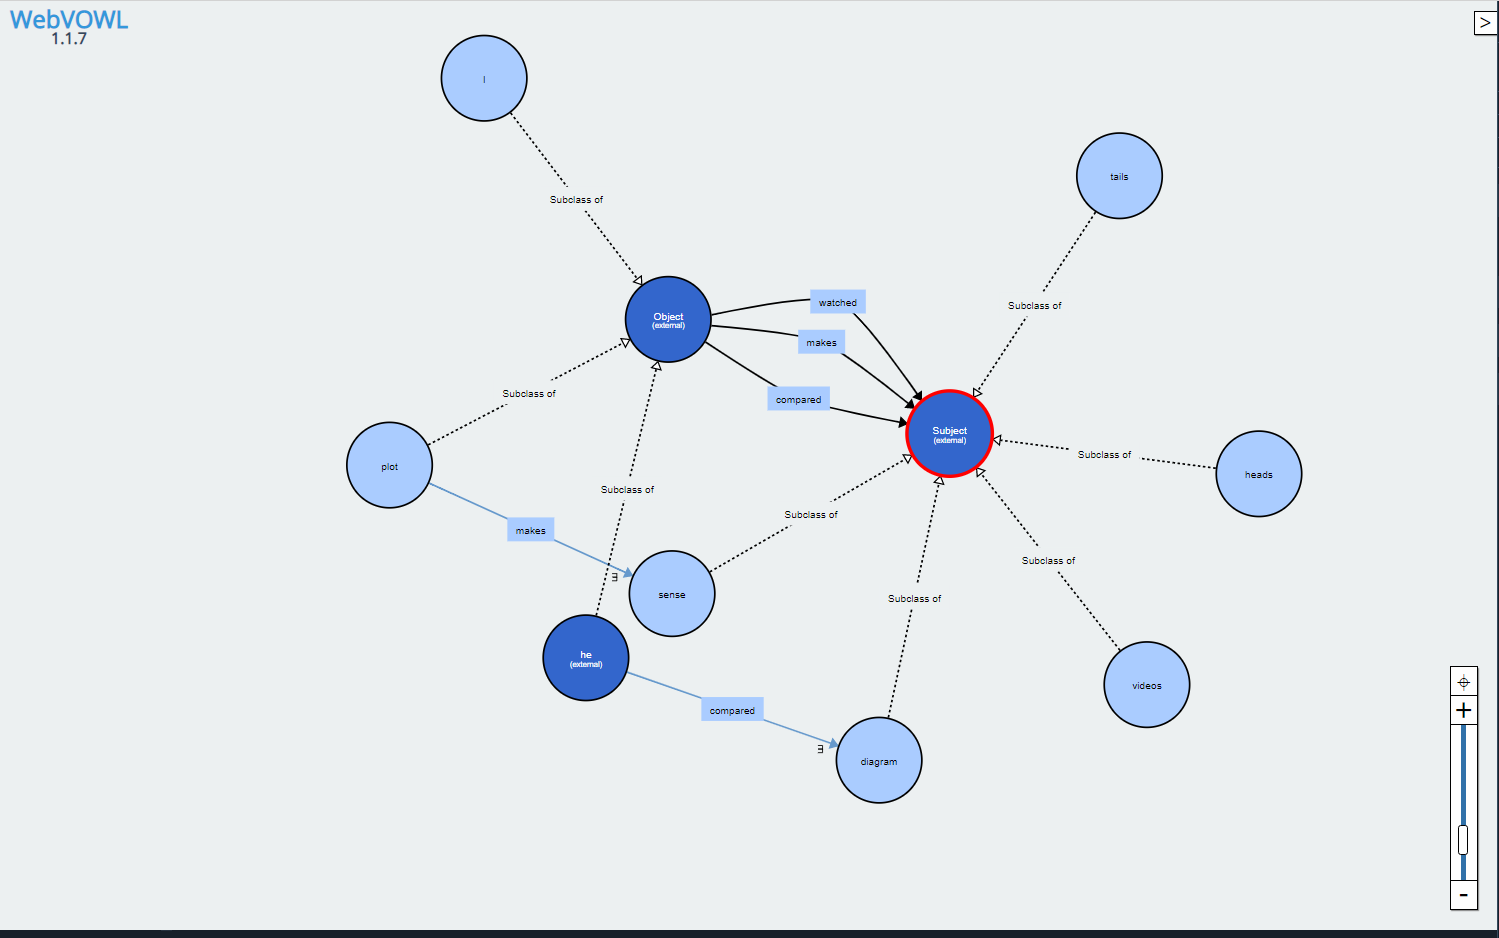 WebVOWL
1.1.7
>
I
tails
Subclass of
Subclass of
Object
(external)
watched
makes
compared
Subclass of
Subject
(external)
Subclass of
plot
heads
Subclass of
Subclass of
makes
Subclass of
∃
sense
Subclass of
he
(external)
videos
compared
∃
diagram
+
-